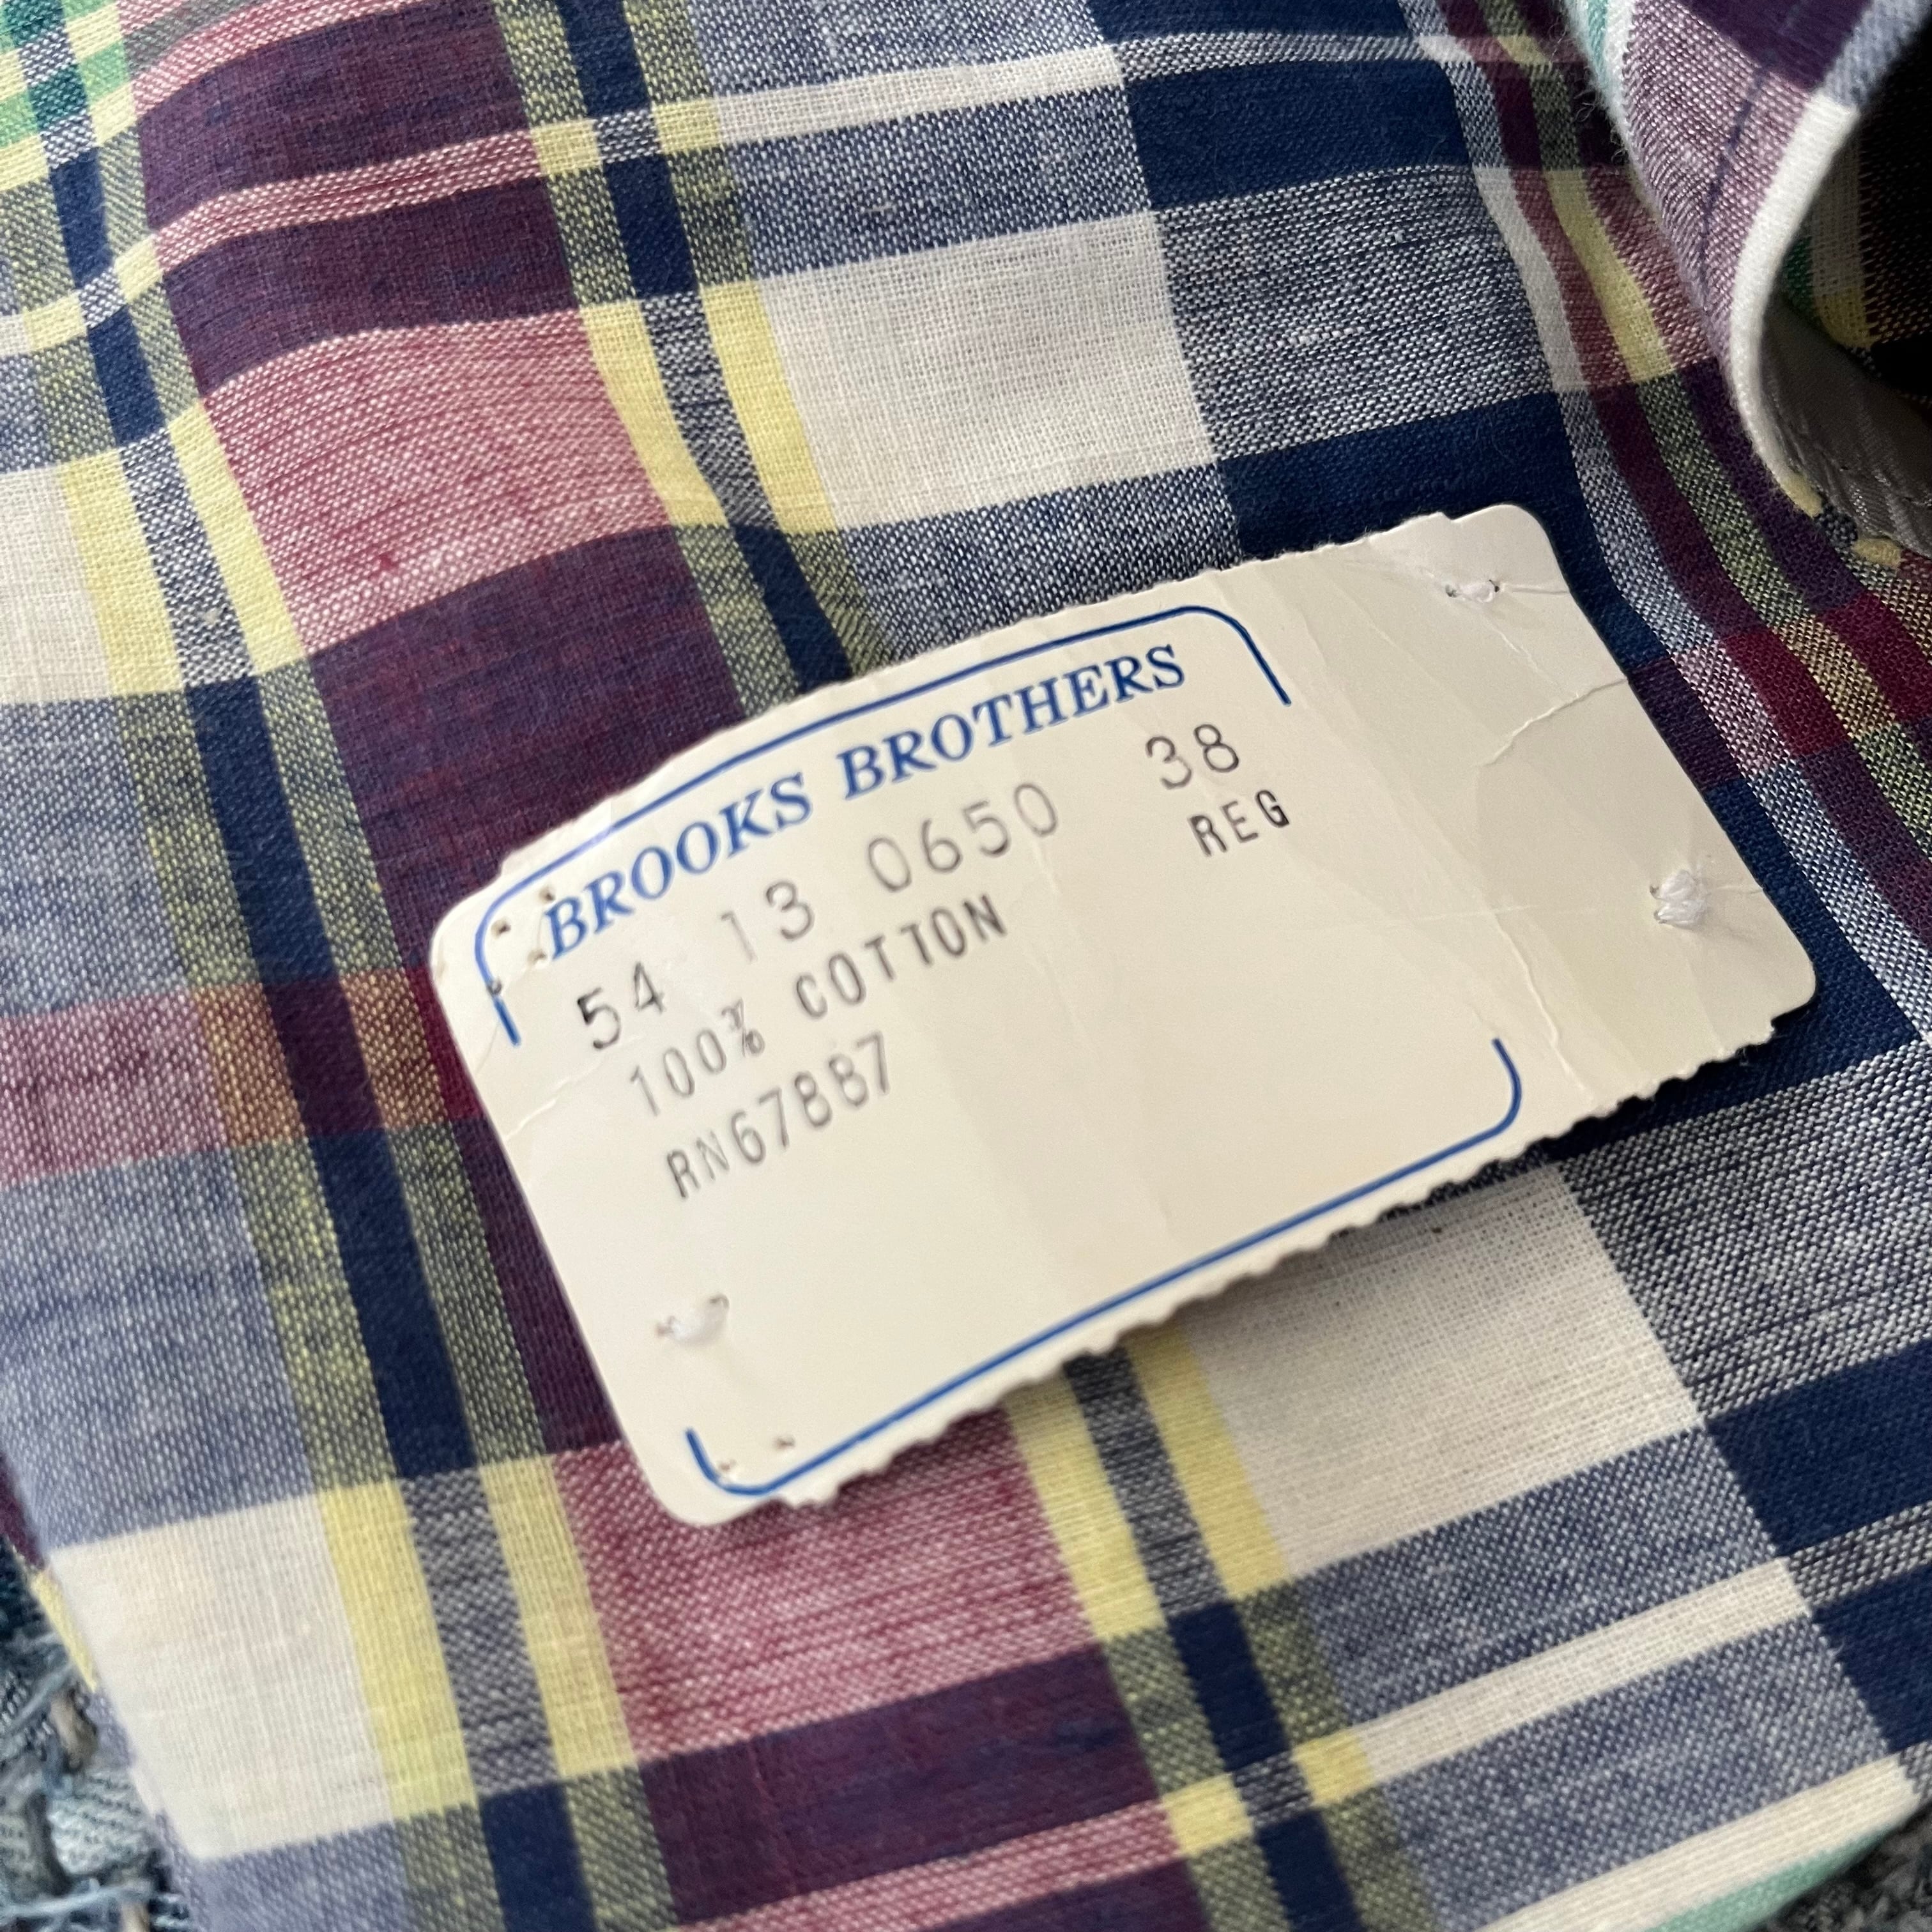 BROOKS BROTHERS
54 13 0650 38
REG
100% COTTON
RN67887